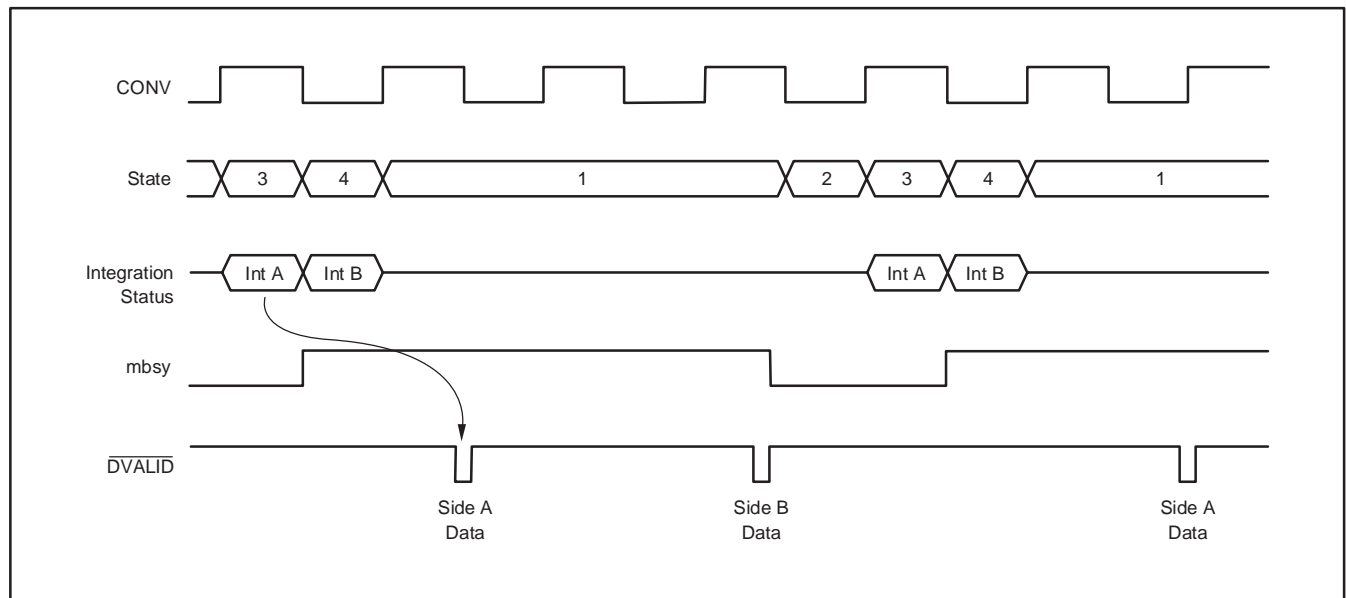 CONV
State
3
4
1
2
3
4
1
Integration
Status
Int A
Int B
Int A
Int B
mbsy
DVALID
Side A
Data
Side B
Data
Side A
Data